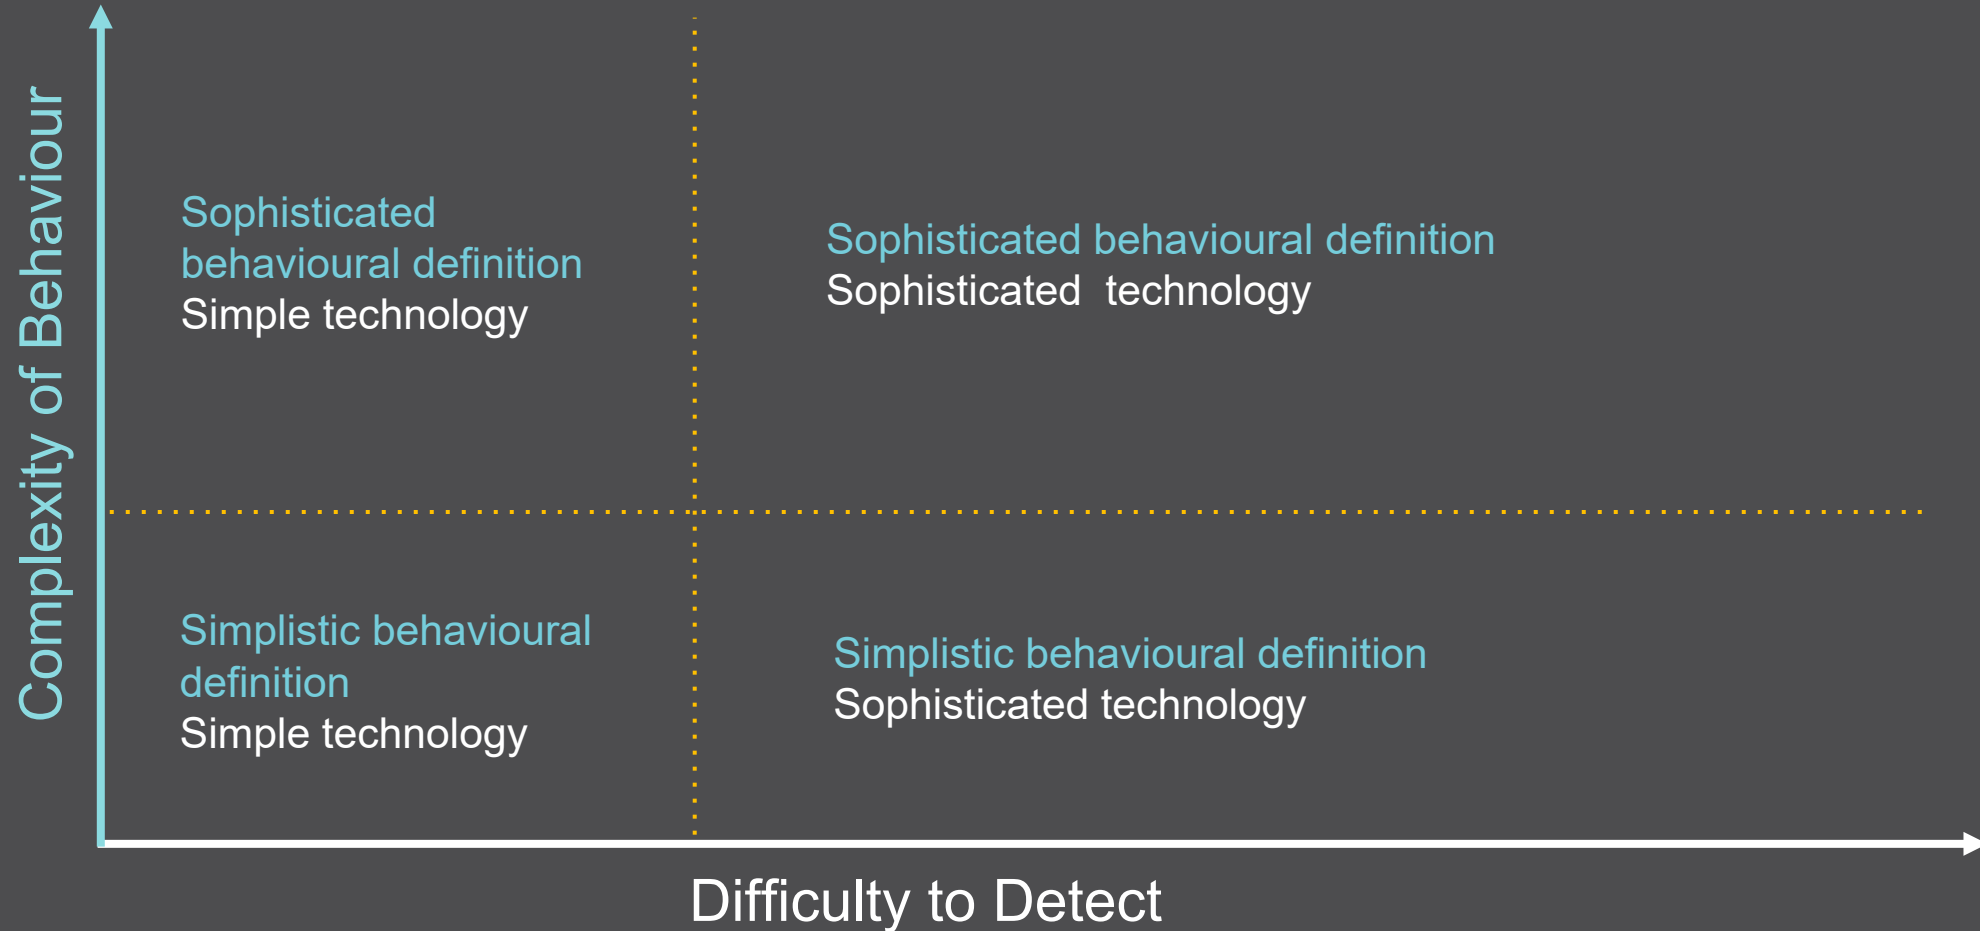 Complexity of Behaviour
Sophisticated
behavioural definition
Simple technology
Sophisticated behavioural definition
Sophisticated  technology
Simplistic behavioural
definition
Simple technology
Simplistic behavioural definition
Sophisticated technology
Difficulty to Detect